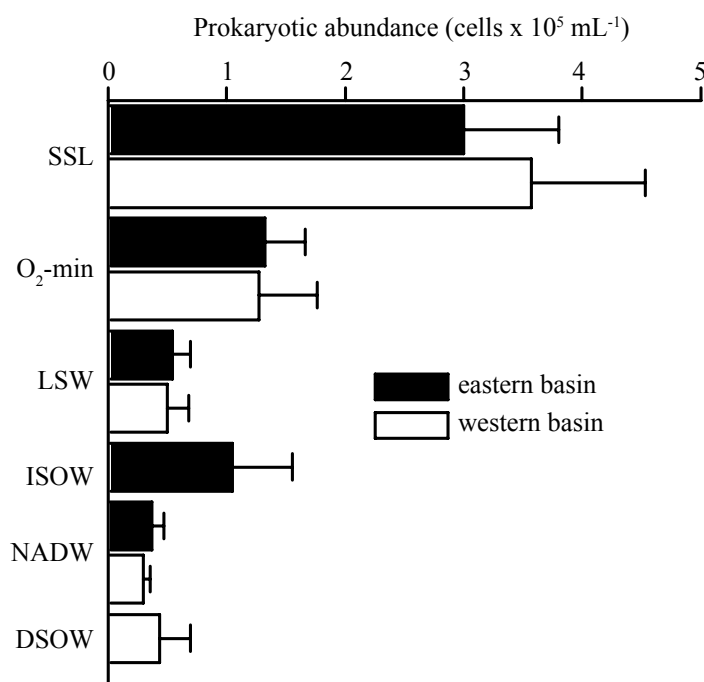 Prokaryotic abundance (cells x 10⁵ mL⁻¹)
0 1 2 3 4 5
SSL
O₂-min
LSW
eastern basin
western basin
ISOW
NADW
DSOW